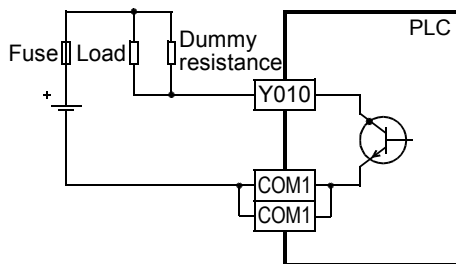 PLC
Fuse Load Dummy
resistance
+
Y010
COM1
COM1